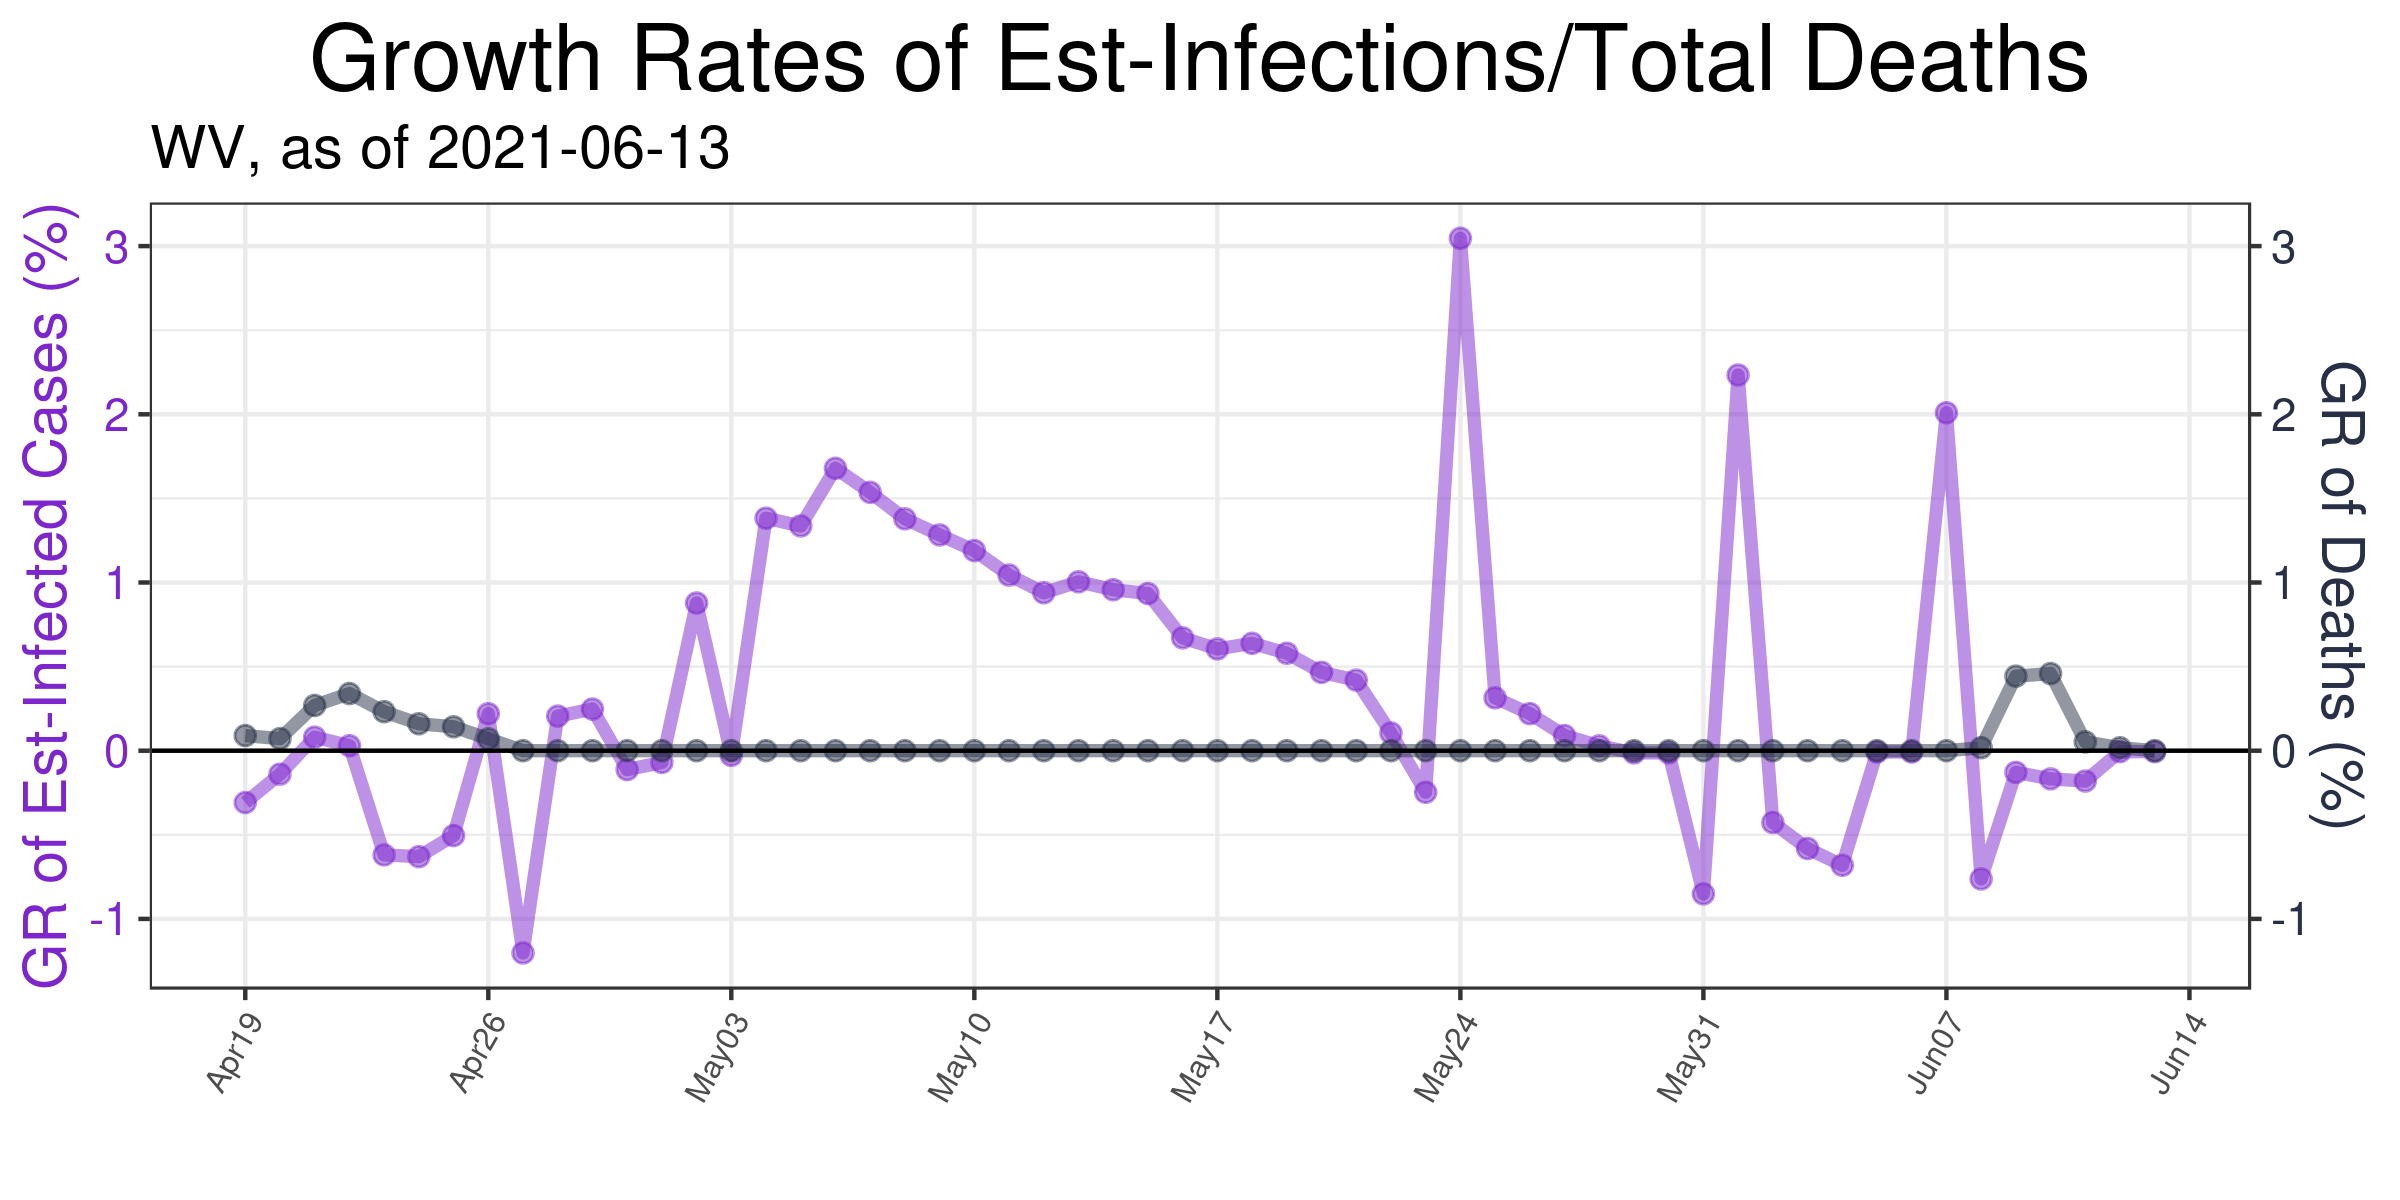 Growth Rates of Est-Infections/Total Deaths
WV, as of 2021-06-13
GR of Est-Infected Cases (%)
3
2
1
0
-1
3
2
1
0
-1
GR of Deaths (%)
Apr19
Apr26
May03
May10
May17
May24
May31
Jun07
Jun14